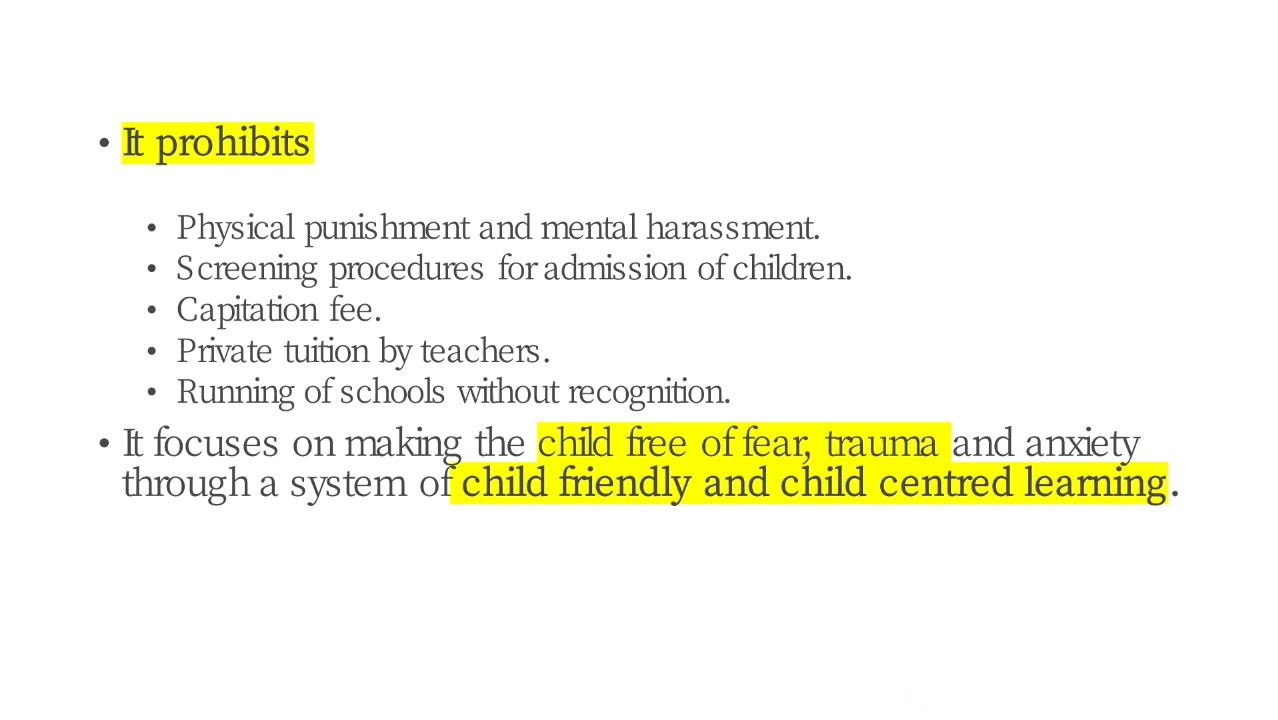 • It prohibits
• Physical punishment and mental harassment.
• Screening procedures for admission of children.
• Capitation fee.
• Private tuition by teachers.
• Running of schools without recognition.
• It focuses on making the child free of fear, trauma and anxiety
through a system of child friendly and child centred learning.